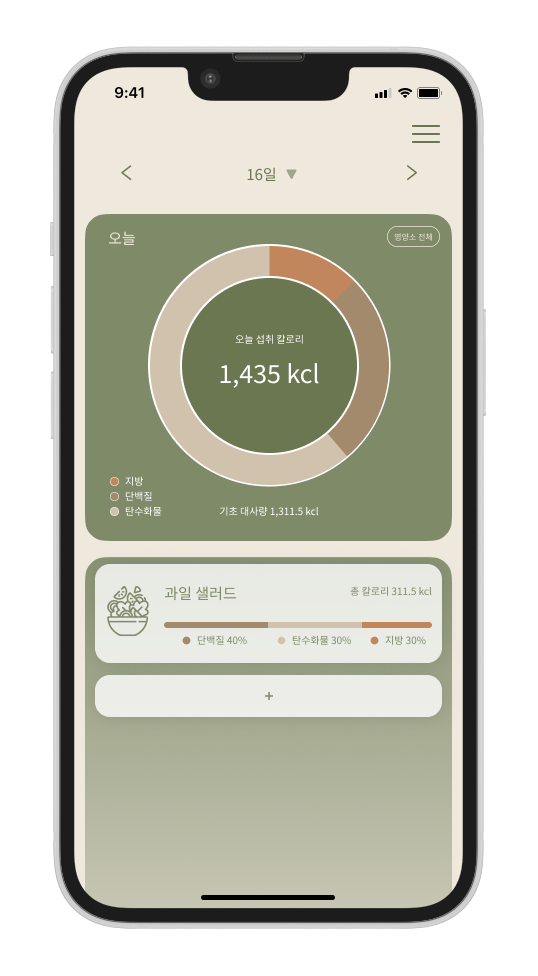 9:41
16일 ▼
오늘
영양소 전체
오늘 섭취 칼로리
1,435 kcl
지방
단백질
탄수화물
기초 대사량 1,311.5 kcl
과일 샐러드
총 칼로리 311.5 kcl
단백질 40%
탄수화물 30%
지방 30%
+